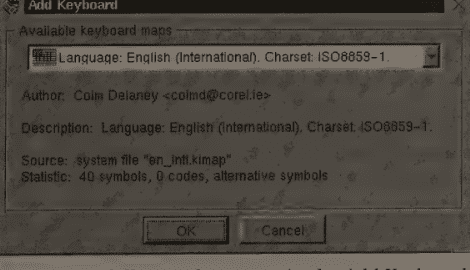 Add Keyboard
Available keyboard maps
Language: English (International). Charset: ISO8859-1.
Author: Colm Delaney <colmd@corel.ie>
Description: Language: English (International). Charset: ISO8859-1.
Source: system file "en_intl.kimap"
Statistic: 40 symbols, 0 codes, alternative symbols
OK
Cancel